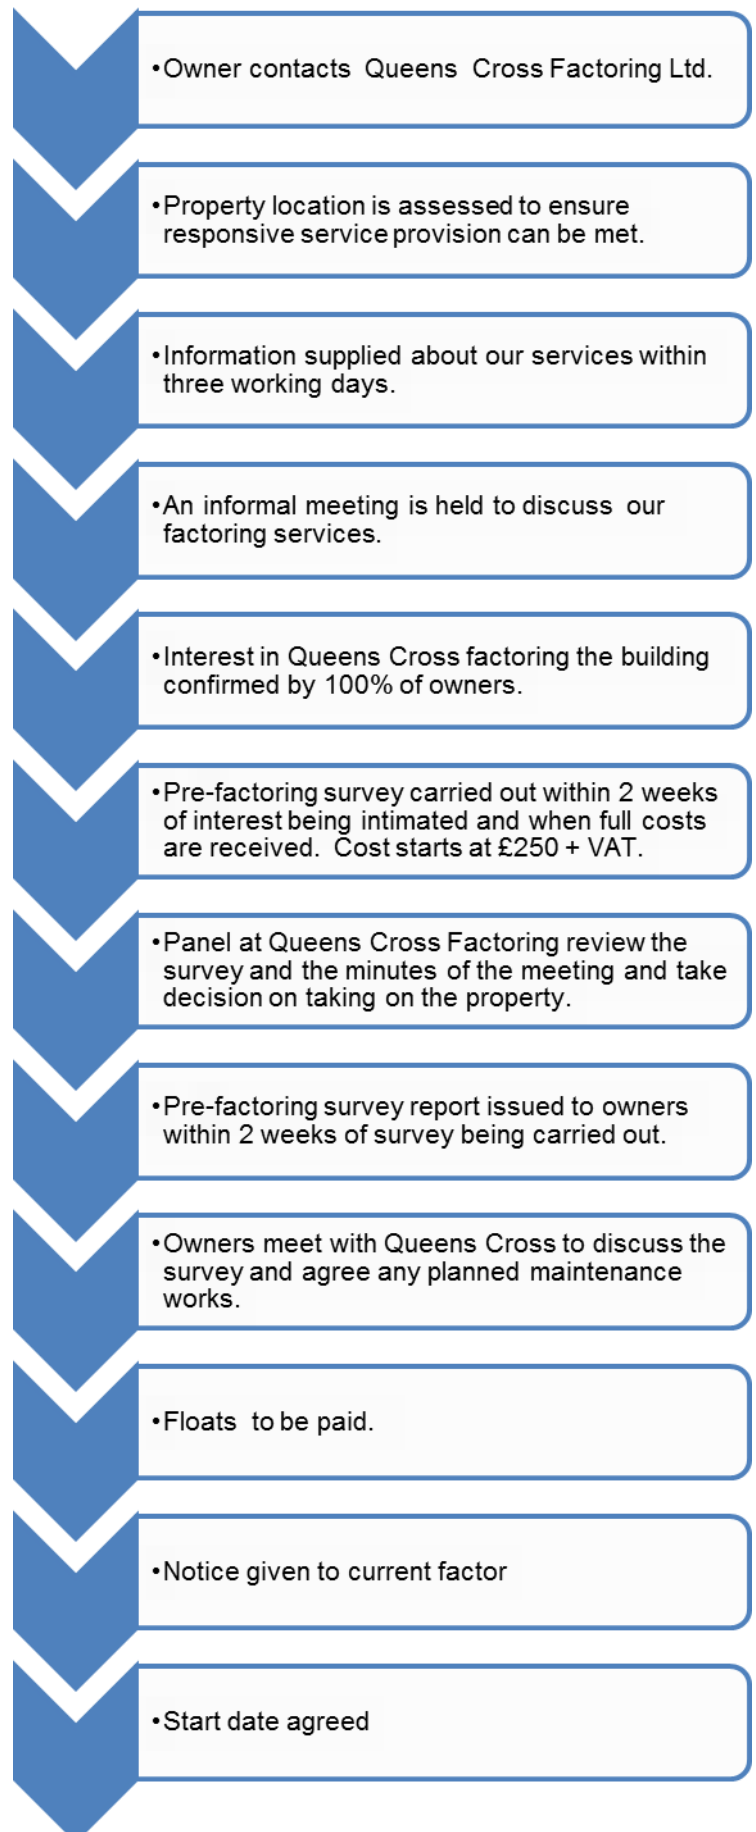 •Owner contacts Queens Cross Factoring Ltd.
•Property location is assessed to ensure
responsive service provision can be met.
•Information supplied about our services within
three working days.
•An informal meeting is held to discuss our
factoring services.
•Interest in Queens Cross factoring the building
confirmed by 100% of owners.
•Pre-factoring survey carried out within 2 weeks
of interest being intimated and when full costs
are received. Cost starts at £250 + VAT.
•Panel at Queens Cross Factoring review the
survey and the minutes of the meeting and take
decision on taking on the property.
•Pre-factoring survey report issued to owners
within 2 weeks of survey being carried out.
•Owners meet with Queens Cross to discuss the
survey and agree any planned maintenance
works.
•Floats to be paid.
•Notice given to current factor
•Start date agreed